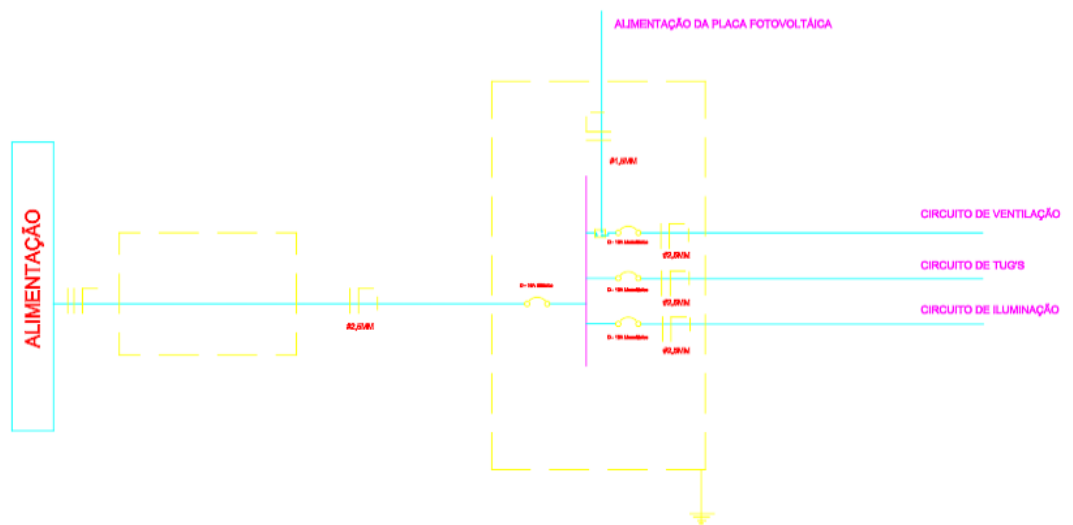 ALIMENTAÇÃO DA PLACA FOTOVOLTÁICA
#1,5MM
ALIMENTAÇÃO
CIRCUITO DE VENTILAÇÃO
#2,5MM
CIRCUITO DE TUG'S
#2,5MM
#2,5MM
CIRCUITO DE ILUMINAÇÃO
#2,5MM